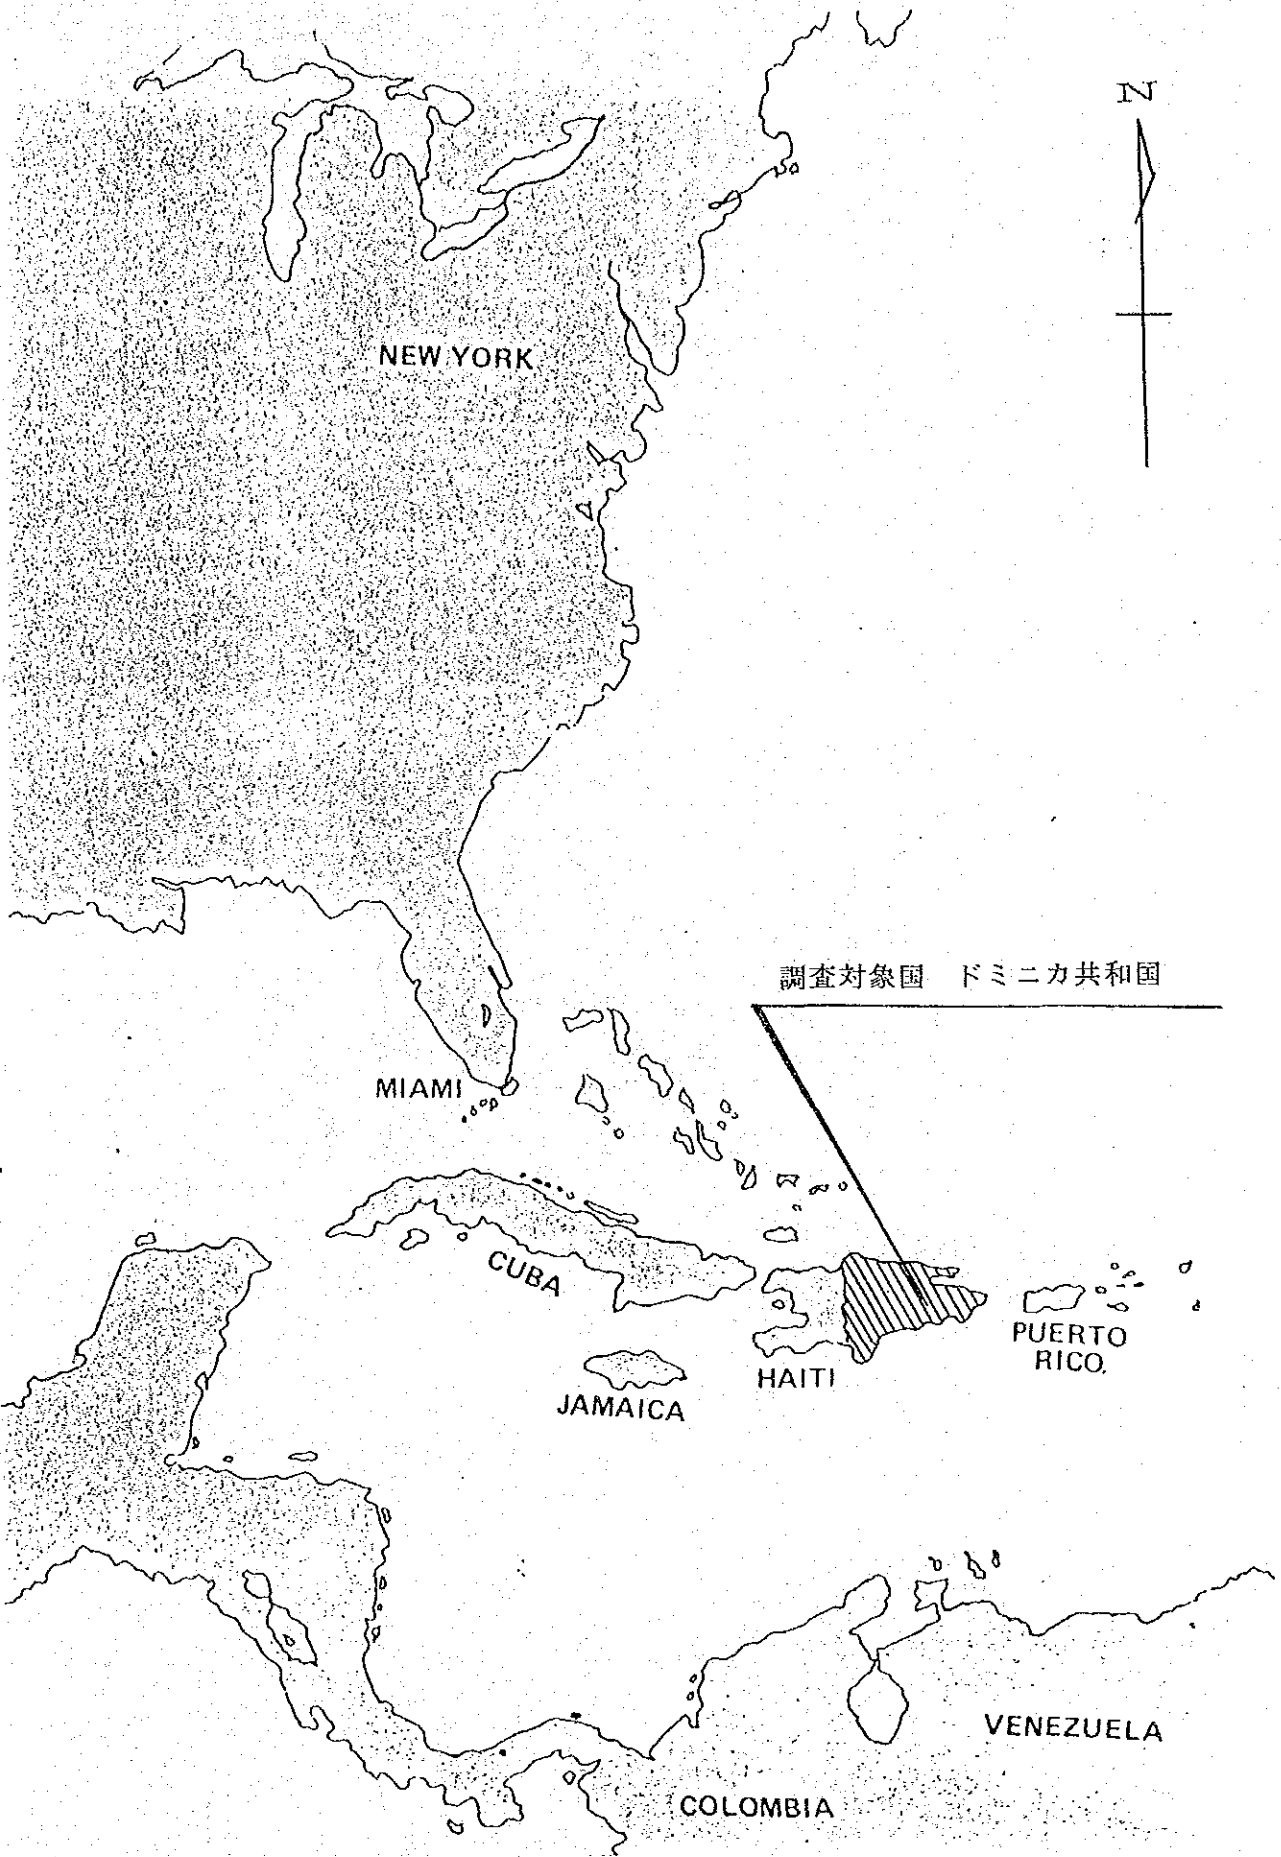 N
NEW YORK
調査対象国 ドミニカ共和国
MIAMI
CUBA
PUERTO
RICO.
HAITI
JAMAICA
VENEZUELA
COLOMBIA